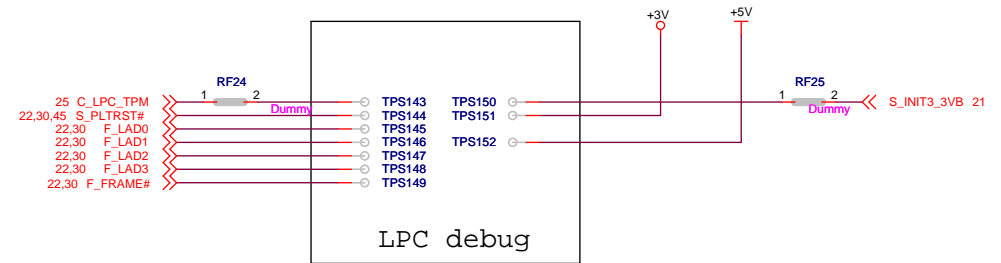 +3V +5V
RF24 RF25
25 C_LPC_TPM 1 2 Dummy TPS143 TPS150 1 2 Dummy S_INIT3_3VB 21
22,30,45 S_PLTRST# TPS144 TPS151
22,30 F_LAD0 TPS145
22,30 F_LAD1 TPS146 TPS152
22,30 F_LAD2 TPS147
22,30 F_LAD3 TPS148
22,30 F_FRAME# TPS149
LPC debug